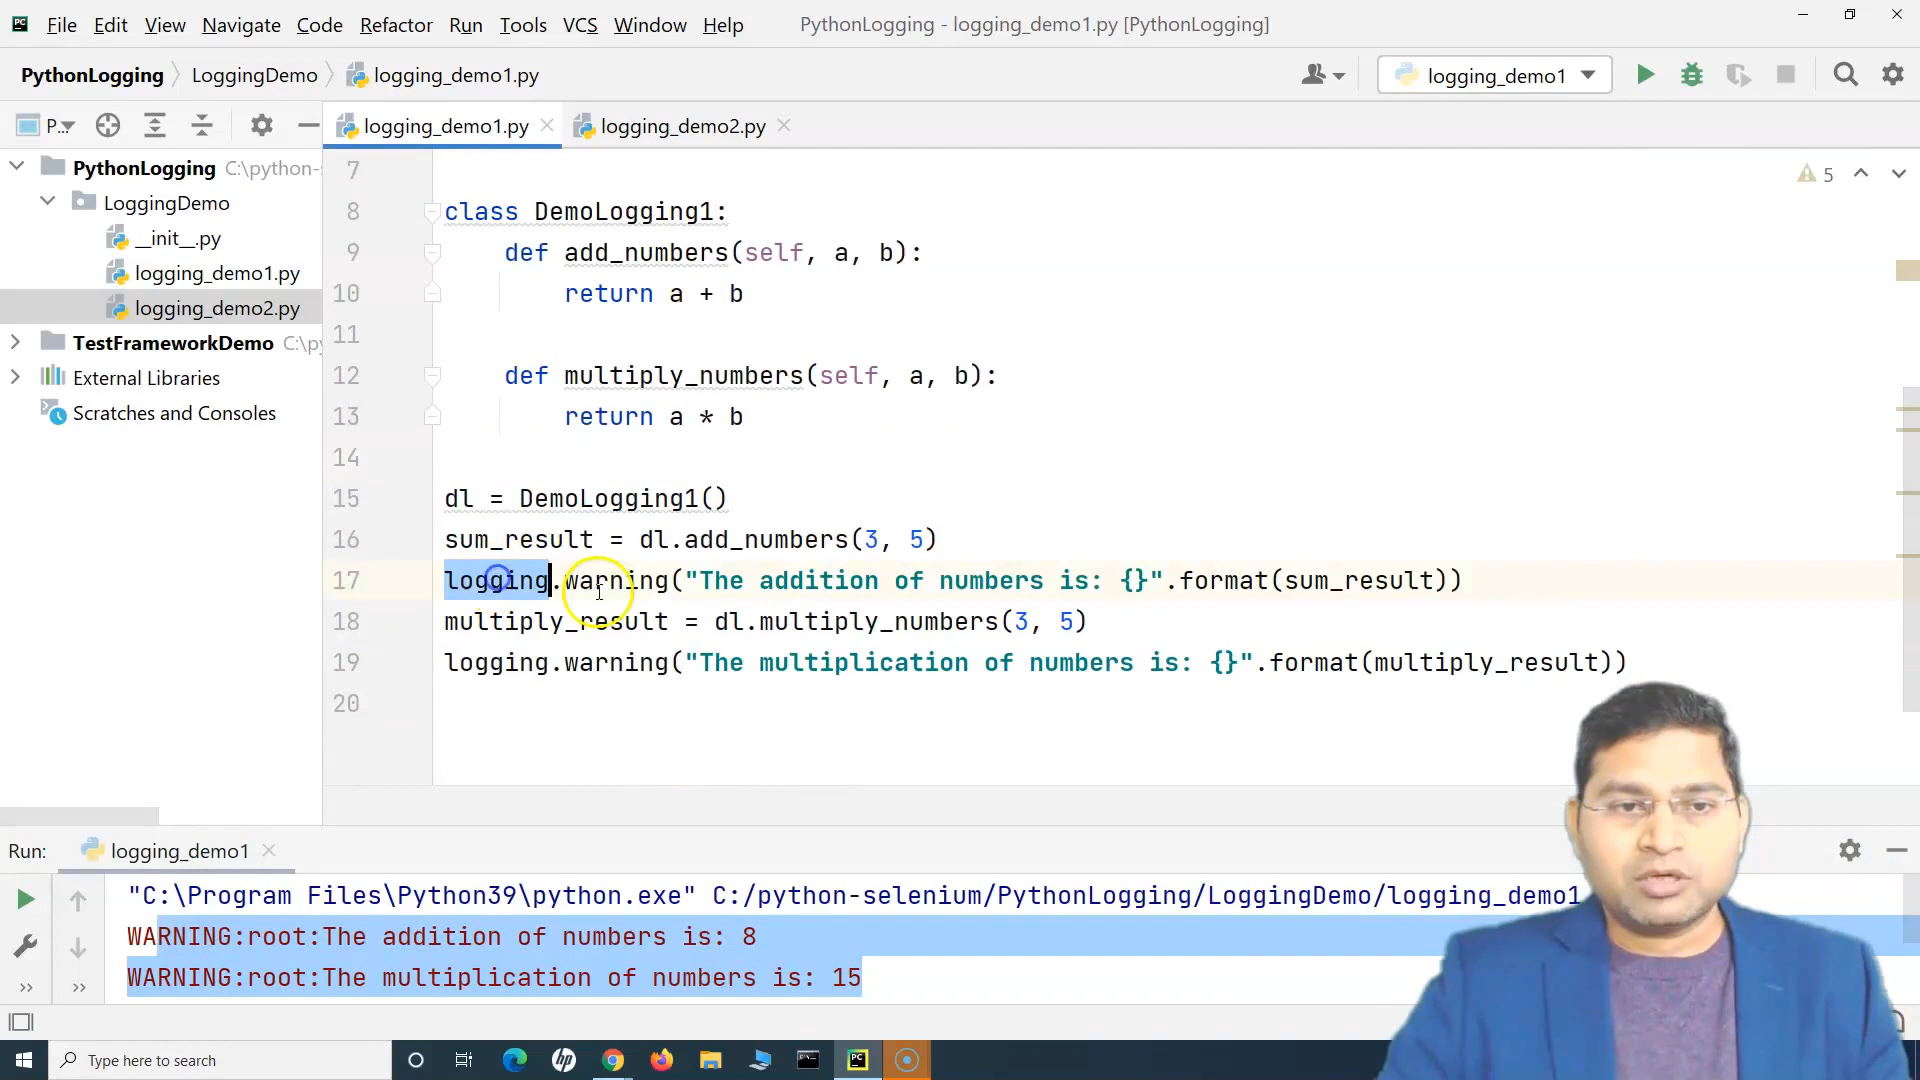 File Edit View Navigate Code Refactor Run Tools VCS Window Help PythonLogging - logging_demo1.py [PythonLogging]
PythonLogging LoggingDemo logging_demo1.py logging_demo1
P... logging_demo1.py logging_demo2.py
PythonLogging C:\python-s
LoggingDemo
__init__.py
logging_demo1.py
logging_demo2.py
TestFrameworkDemo C:\py
External Libraries
Scratches and Consoles
5
7
8 class DemoLogging1:
9 def add_numbers(self, a, b):
10 return a + b
11
12 def multiply_numbers(self, a, b):
13 return a * b
14
15 dl = DemoLogging1()
16 sum_result = dl.add_numbers(3, 5)
17 logging.warning("The addition of numbers is: {}".format(sum_result))
18 multiply_result = dl.multiply_numbers(3, 5)
19 logging.warning("The multiplication of numbers is: {}".format(multiply_result))
20
Run: logging_demo1
"C:\Program Files\Python39\python.exe" C:/python-selenium/PythonLogging/LoggingDemo/logging_demo1
WARNING:root:The addition of numbers is: 8
WARNING:root:The multiplication of numbers is: 15
Type here to search